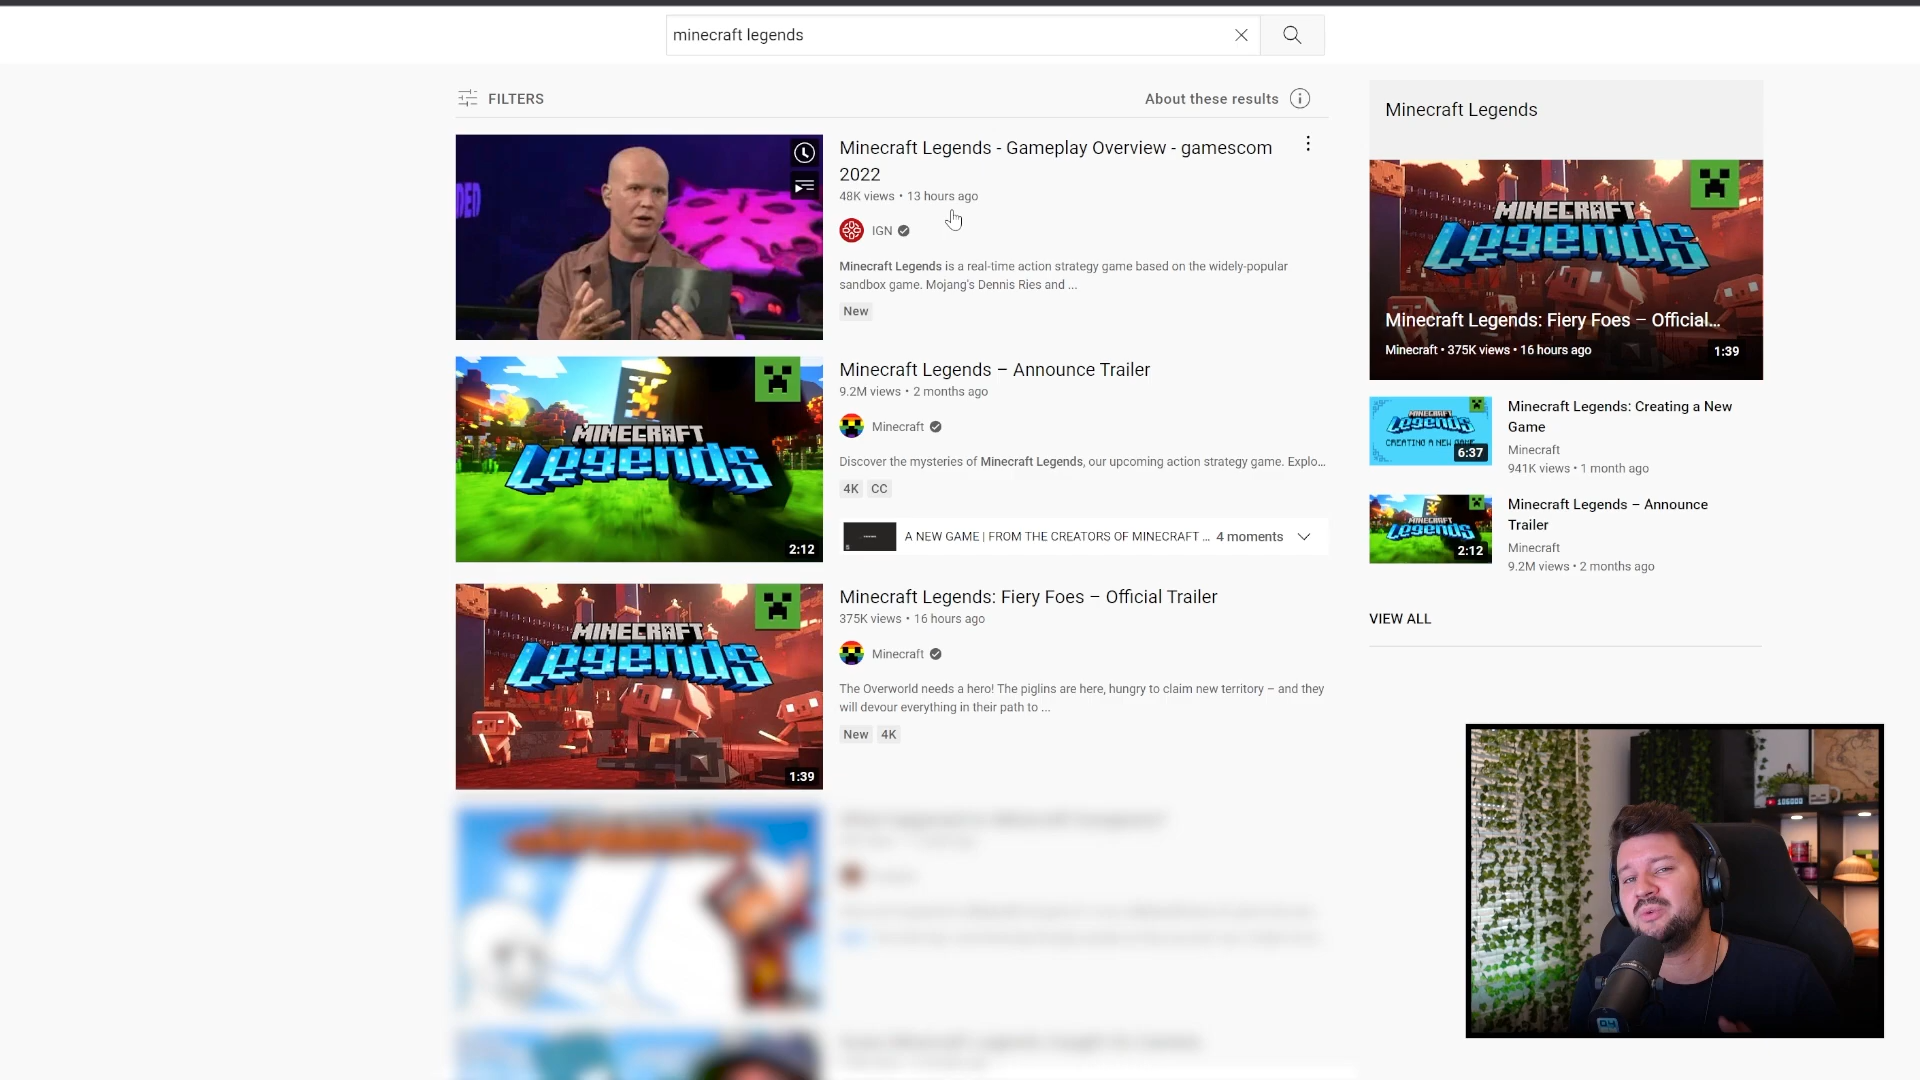 minecraft legends
FILTERS
About these results
Minecraft Legends - Gameplay Overview - gamescom
2022
48K views • 13 hours ago
IGN
Minecraft Legends is a real-time action strategy game based on the widely-popular
sandbox game. Mojang's Dennis Ries and ...
New
MINECRAFT
Legends
2:12
Minecraft Legends – Announce Trailer
9.2M views • 2 months ago
Minecraft
Discover the mysteries of Minecraft Legends, our upcoming action strategy game. Explo...
4K CC
A NEW GAME | FROM THE CREATORS OF MINECRAFT ... 4 moments
MINECRAFT
Legends
1:39
Minecraft Legends: Fiery Foes – Official Trailer
375K views • 16 hours ago
Minecraft
The Overworld needs a hero! The piglins are here, hungry to claim new territory – and they
will devour everything in their path to ...
New 4K
Minecraft Legends
MINECRAFT
Legends
Minecraft Legends: Fiery Foes – Official...
Minecraft • 375K views • 16 hours ago
1:39
MINECRAFT
Legends
CREATING A NEW GAME
6:37
Minecraft Legends: Creating a New
Game
Minecraft
941K views • 1 month ago
MINECRAFT
Legends
2:12
Minecraft Legends – Announce
Trailer
Minecraft
9.2M views • 2 months ago
VIEW ALL